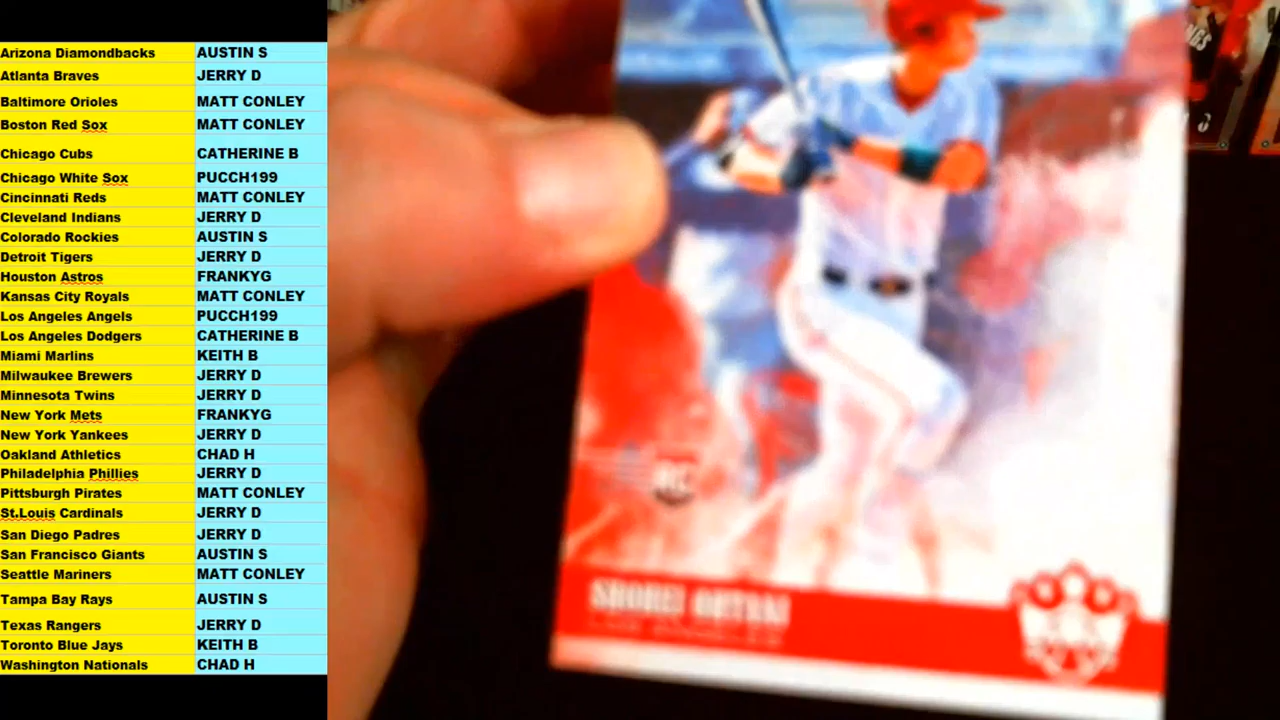 Arizona Diamondbacks AUSTIN S
Atlanta Braves JERRY D
Baltimore Orioles MATT CONLEY
Boston Red Sox MATT CONLEY
Chicago Cubs CATHERINE B
Chicago White Sox PUCCH199
Cincinnati Reds MATT CONLEY
Cleveland Indians JERRY D
Colorado Rockies AUSTIN S
Detroit Tigers JERRY D
Houston Astros FRANKYG
Kansas City Royals MATT CONLEY
Los Angeles Angels PUCCH199
Los Angeles Dodgers CATHERINE B
Miami Marlins KEITH B
Milwaukee Brewers JERRY D
Minnesota Twins JERRY D
New York Mets FRANKYG
New York Yankees JERRY D
Oakland Athletics CHAD H
Philadelphia Phillies JERRY D
Pittsburgh Pirates MATT CONLEY
St.Louis Cardinals JERRY D
San Diego Padres JERRY D
San Francisco Giants AUSTIN S
Seattle Mariners MATT CONLEY
Tampa Bay Rays AUSTIN S
Texas Rangers JERRY D
Toronto Blue Jays KEITH B
Washington Nationals CHAD H
RC
SHOHEI OHTANI
LOS ANGELES